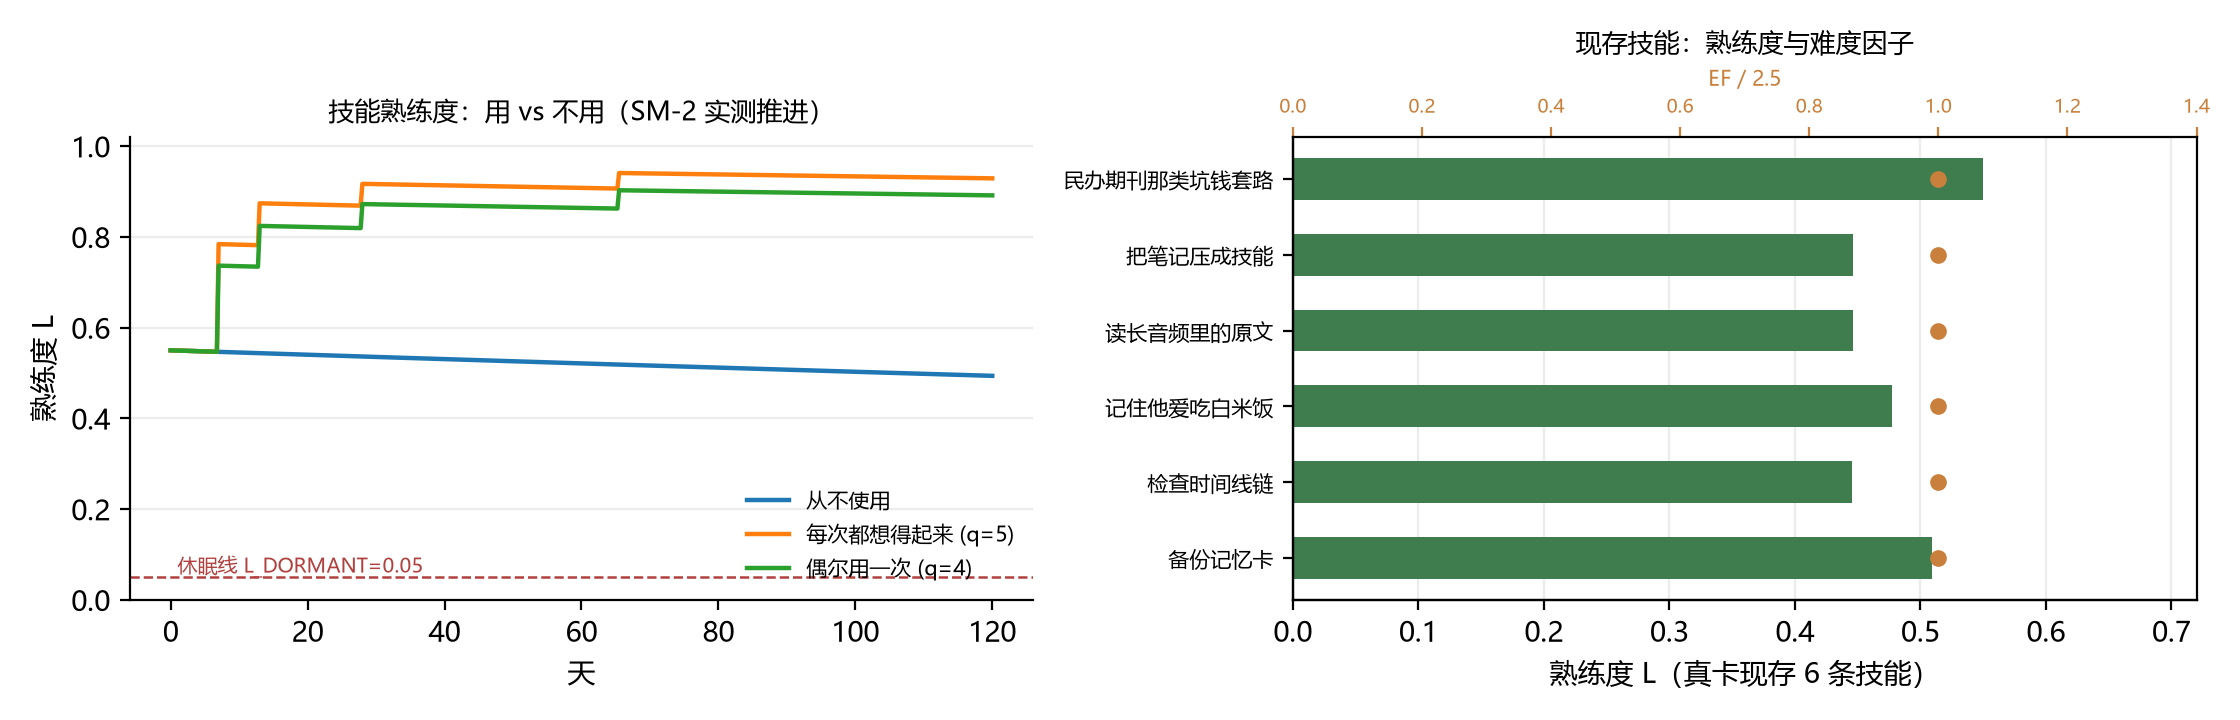 技能熟练度：用 vs 不用（SM-2 实测推进）
熟练度 L
1.0
0.8
0.6
0.4
0.2
0.0
休眠线 L_DORMANT=0.05
从不使用
每次都想得起来 (q=5)
偶尔用一次 (q=4)
0 20 40 60 80 100 120
天
现存技能：熟练度与难度因子
EF / 2.5
0.0 0.2 0.4 0.6 0.8 1.0 1.2 1.4
民办期刊那类坑钱套路
把笔记压成技能
读长音频里的原文
记住他爱吃白米饭
检查时间线链
备份记忆卡
0.0 0.1 0.2 0.3 0.4 0.5 0.6 0.7
熟练度 L（真卡现存 6 条技能）